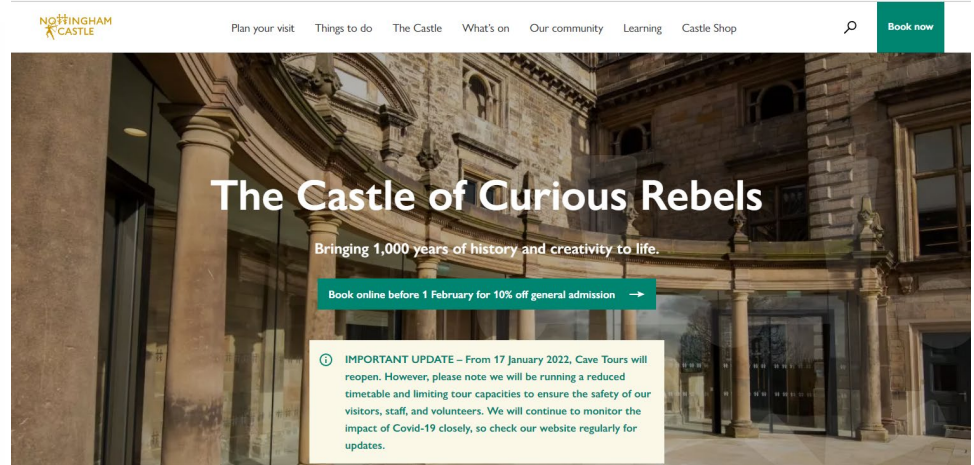 NOTTINGHAM
CASTLE
Plan your visit
Things to do
The Castle
What's on
Our community
Learning
Castle Shop
Book now
The Castle of Curious Rebels
Bringing 1,000 years of history and creativity to life.
Book online before 1 February for 10% off general admission →
IMPORTANT UPDATE – From 17 January 2022, Cave Tours will
reopen. However, please note we will be running a reduced
timetable and limiting tour capacities to ensure the safety of our
visitors, staff, and volunteers. We will continue to monitor the
impact of Covid-19 closely, so check our website regularly for
updates.